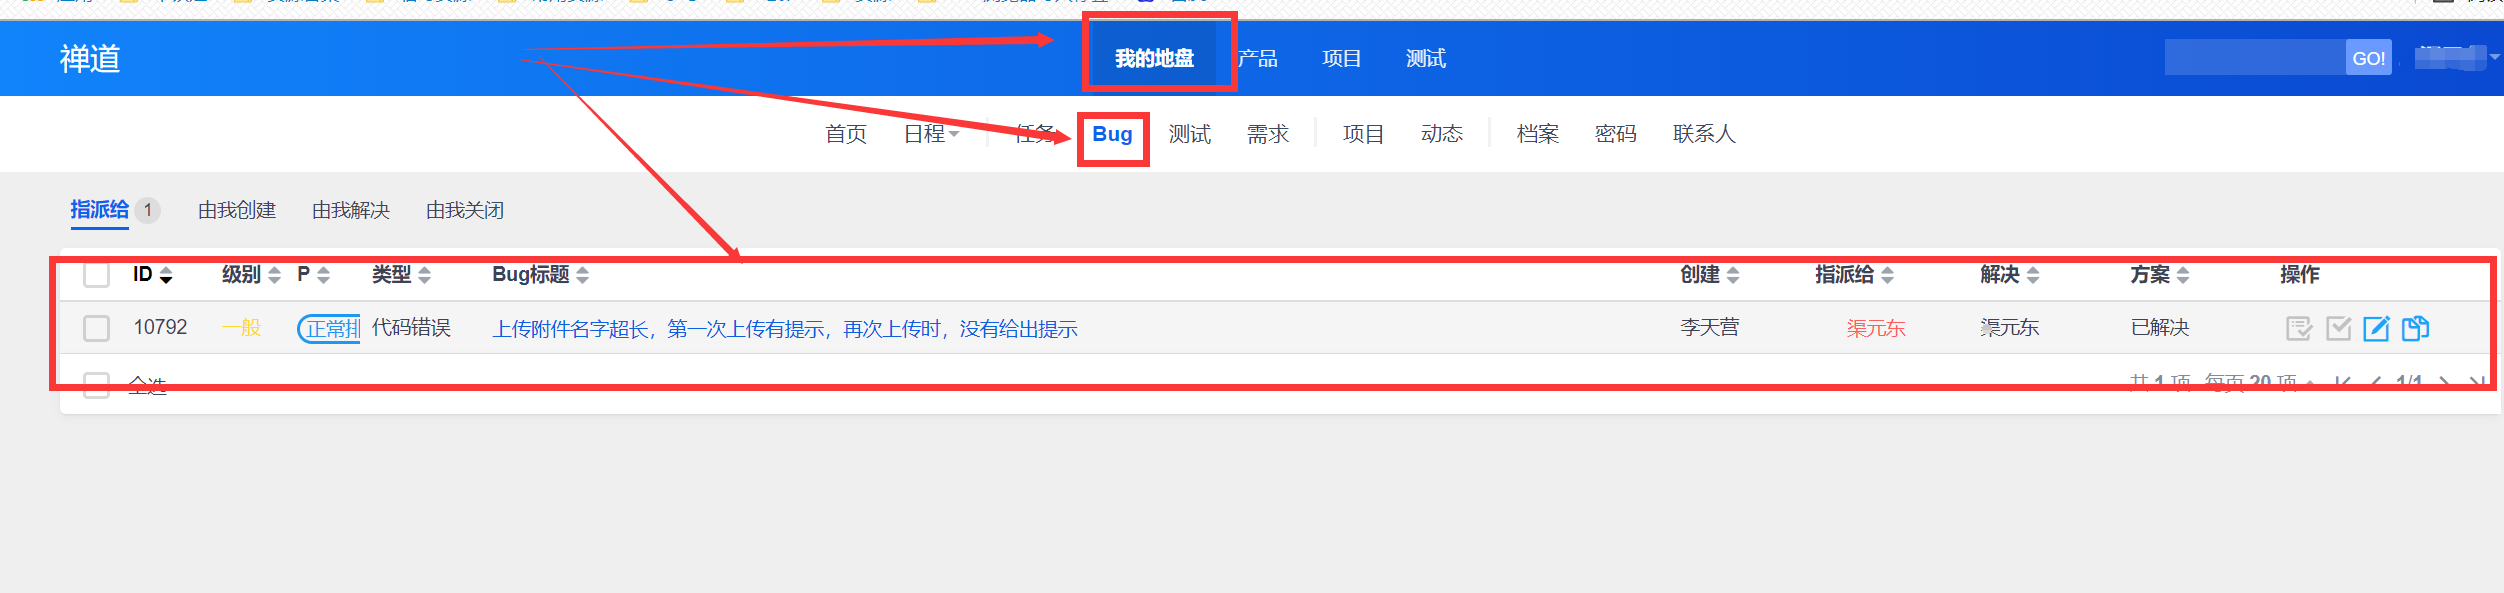 禅道 我的地盘 产品 项目 测试 GO!
首页 日程 任务 Bug 测试 需求 项目 动态 档案 密码 联系人
指派给 1 由我创建 由我解决 由我关闭
ID 级别 P 类型 Bug标题 创建 指派给 解决 方案 操作
10792 一般 正常排 代码错误 上传附件名字超长，第一次上传有提示，再次上传时，没有给出提示 李天营 渠元东 渠元东 已解决
全选 共 1 项 每页 20 项 1/1